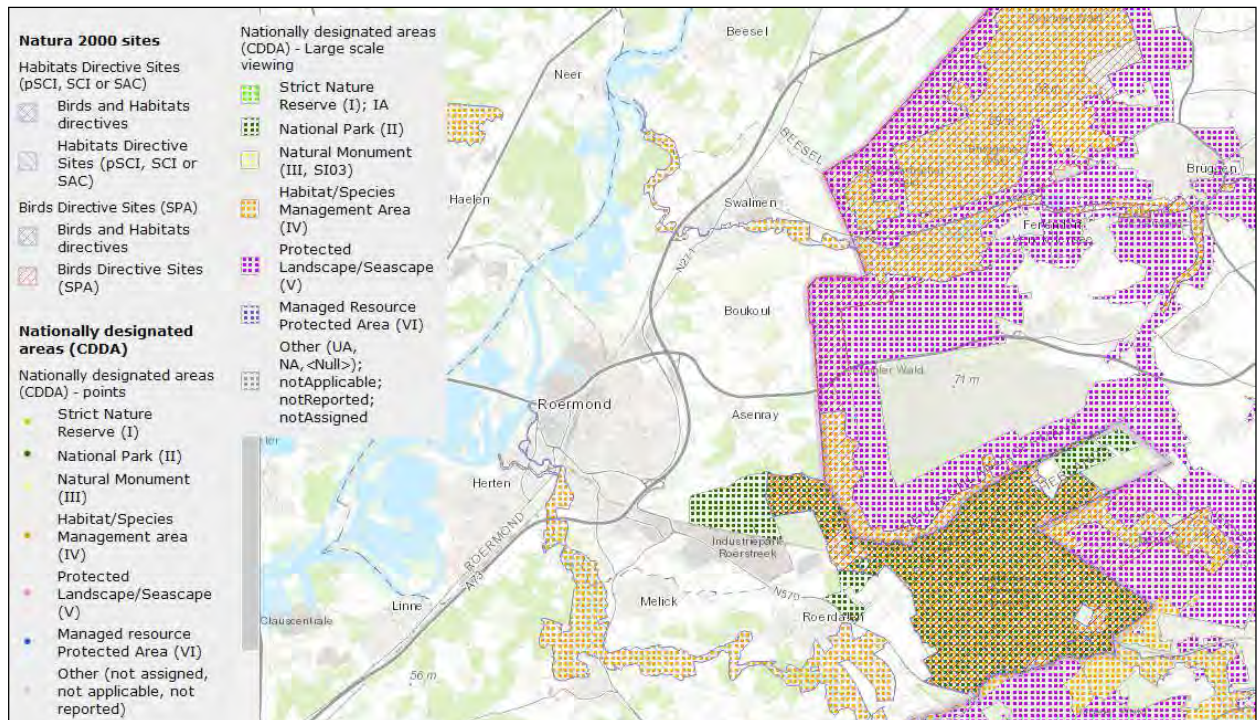 Natura 2000 sites
Habitats Directive Sites
(pSCI, SCI or SAC)
Birds and Habitats
directives
Habitats Directive
Sites (pSCI, SCI or
SAC)
Birds Directive Sites (SPA)
Birds and Habitats
directives
Birds Directive Sites
(SPA)
Nationally designated
areas (CDDA)
Nationally designated areas
(CDDA) - points
Strict Nature
Reserve (I)
National Park (II)
Natural Monument
(III)
Habitat/Species
Management area
(IV)
Protected
Landscape/Seascape
(V)
Managed resource
Protected Area (VI)
Other (not assigned,
not applicable, not
reported)
Nationally designated areas
(CDDA) - Large scale
viewing
Strict Nature
Reserve (I); IA
National Park (II)
Natural Monument
(III, SI03)
Habitat/Species
Management Area
(IV)
Protected
Landscape/Seascape
(V)
Managed Resource
Protected Area (VI)
Other (UA,
NA,<Null>);
notApplicable;
notReported;
notAssigned
Beesel
Neer
BEESEL
Haelen
Swalmen
Brüggen
N271
Boukoul
71 m
Roermond
Asenray
Herten
ROERMOND
Industriepark
Roerstreek
A73
Linne
Melick
N570
Clauscentrale
56 m